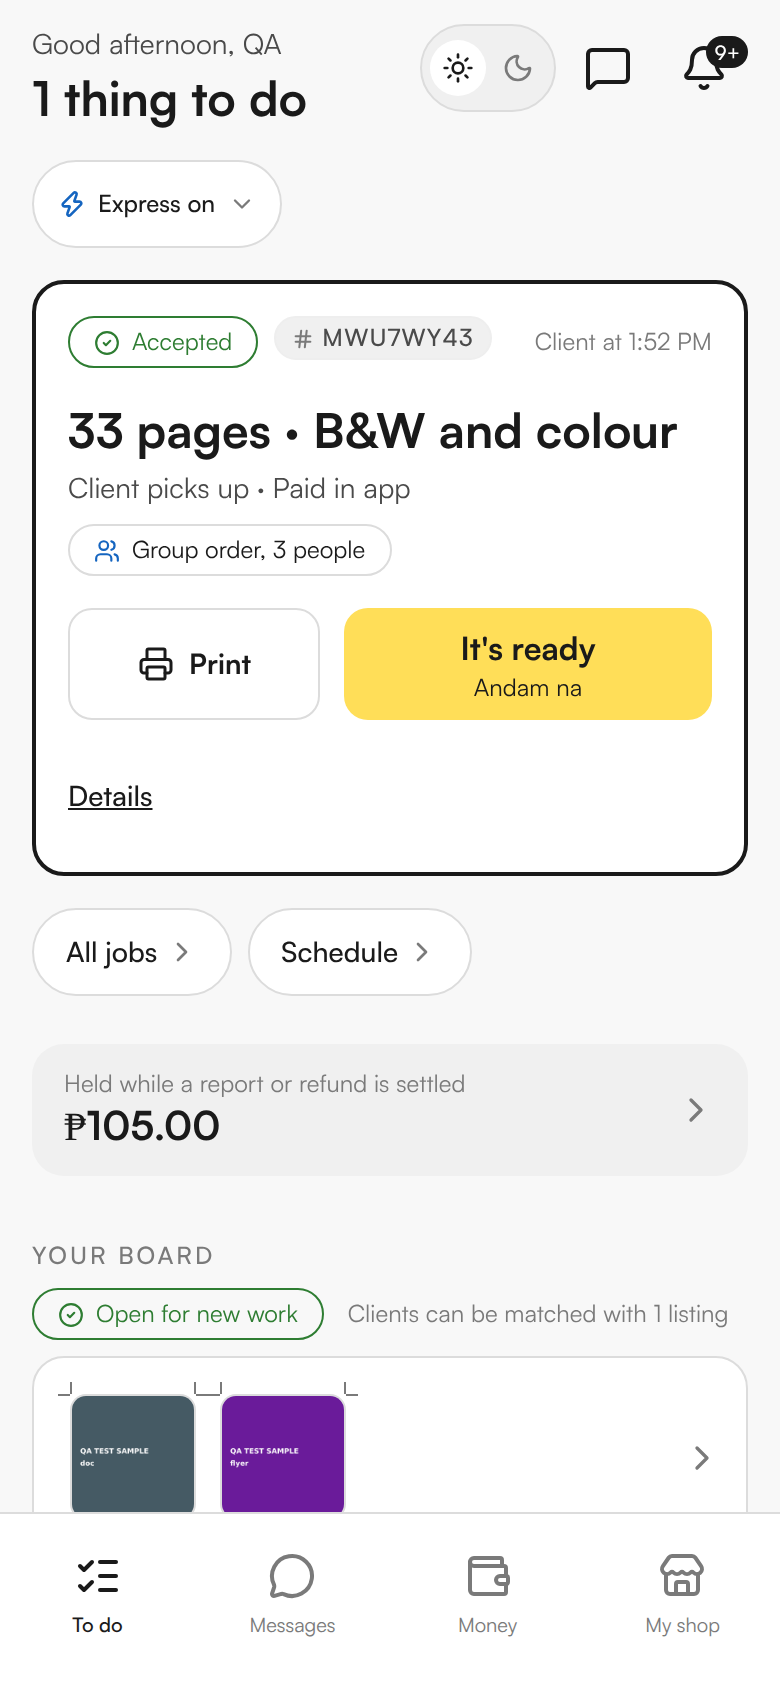 Good afternoon, QA
1 thing to do
9+
Express on
Accepted
# MWU7WY43
Client at 1:52 PM
33 pages · B&W and colour
Client picks up · Paid in app
Group order, 3 people
Print
It's ready
Andam na
Details
All jobs
Schedule
Held while a report or refund is settled
₱105.00
YOUR BOARD
Open for new work
Clients can be matched with 1 listing
QA TEST SAMPLE
doc
QA TEST SAMPLE
flyer
To do
Messages
Money
My shop